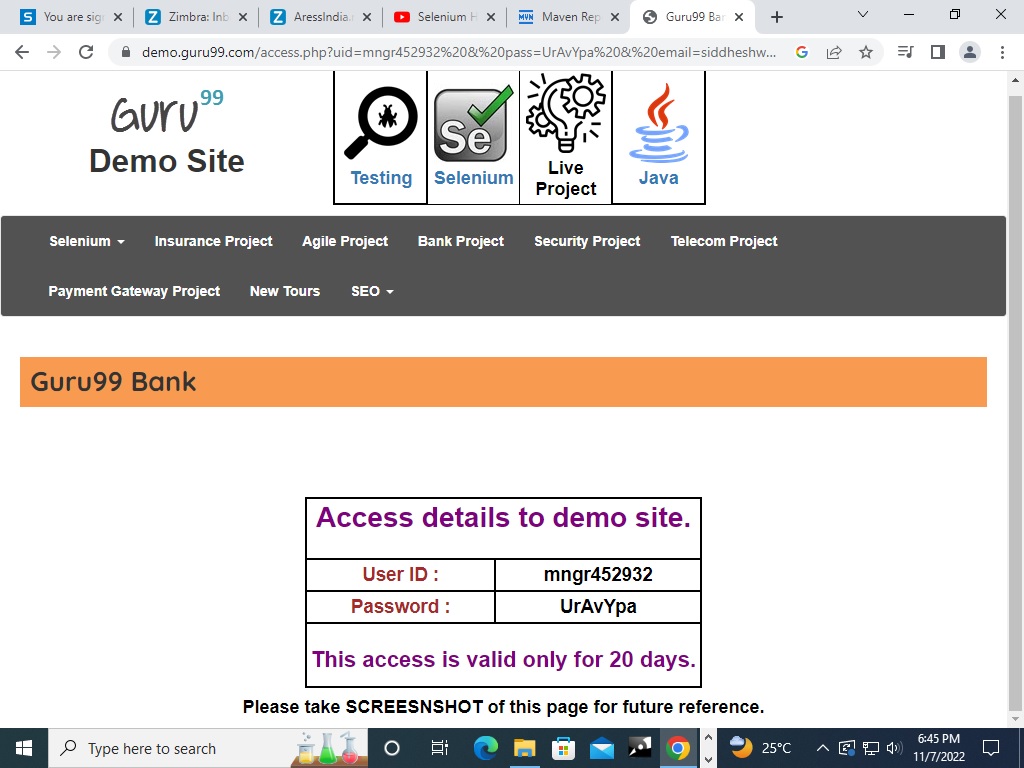 You are sig
Zimbra: Inb
AressIndia.
Selenium H
MVN
Maven Rep
Guru99 Ban
demo.guru99.com/access.php?uid=mngr452932%20&%20pass=UrAvYpa%20&%20email=siddheshw...
Guru99
Demo Site
Testing
Se
Selenium
Live
Project
Java
Selenium
Insurance Project
Agile Project
Bank Project
Security Project
Telecom Project
Payment Gateway Project
New Tours
SEO
Guru99 Bank
Access details to demo site.
User ID : mngr452932
Password : UrAvYpa
This access is valid only for 20 days.
Please take SCREESNSHOT of this page for future reference.
Type here to search
25°C
6:45 PM
11/7/2022